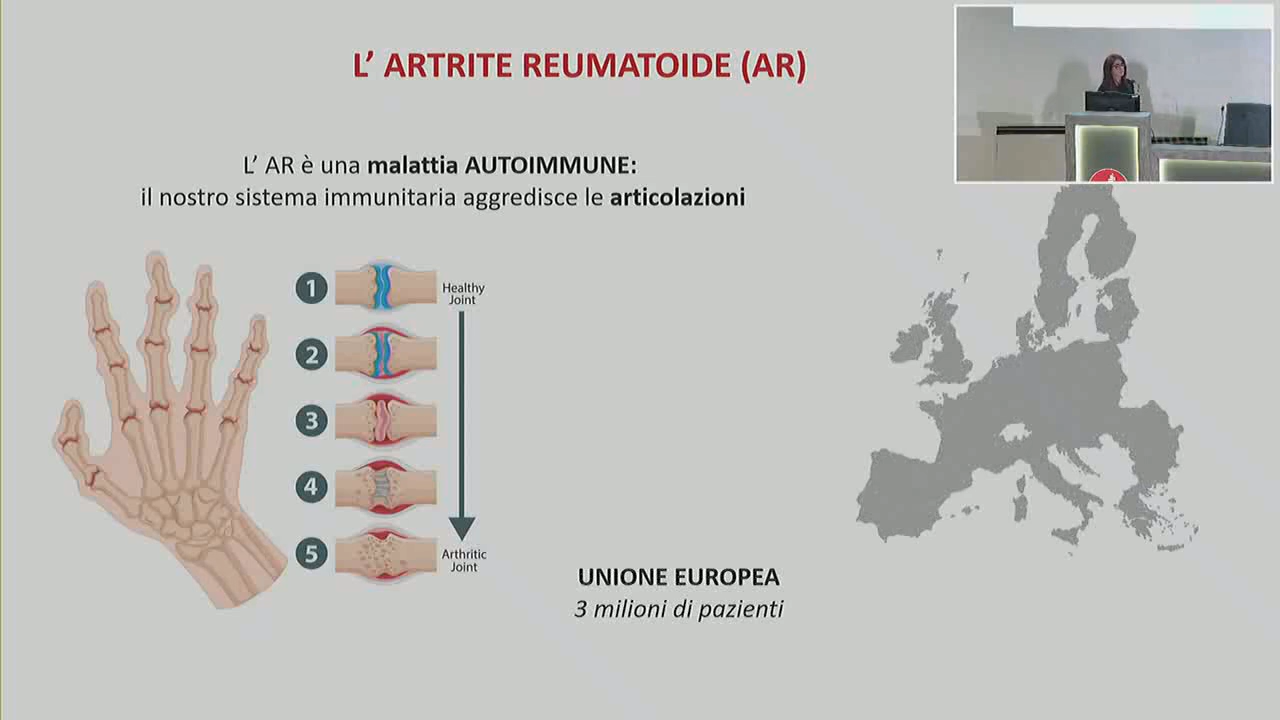 L’ ARTRITE REUMATOIDE (AR)
L’ AR è una malattia AUTOIMMUNE:
il nostro sistema immunitaria aggredisce le articolazioni
1
Healthy
Joint
2
3
4
5
Arthritic
Joint
UNIONE EUROPEA
3 milioni di pazienti